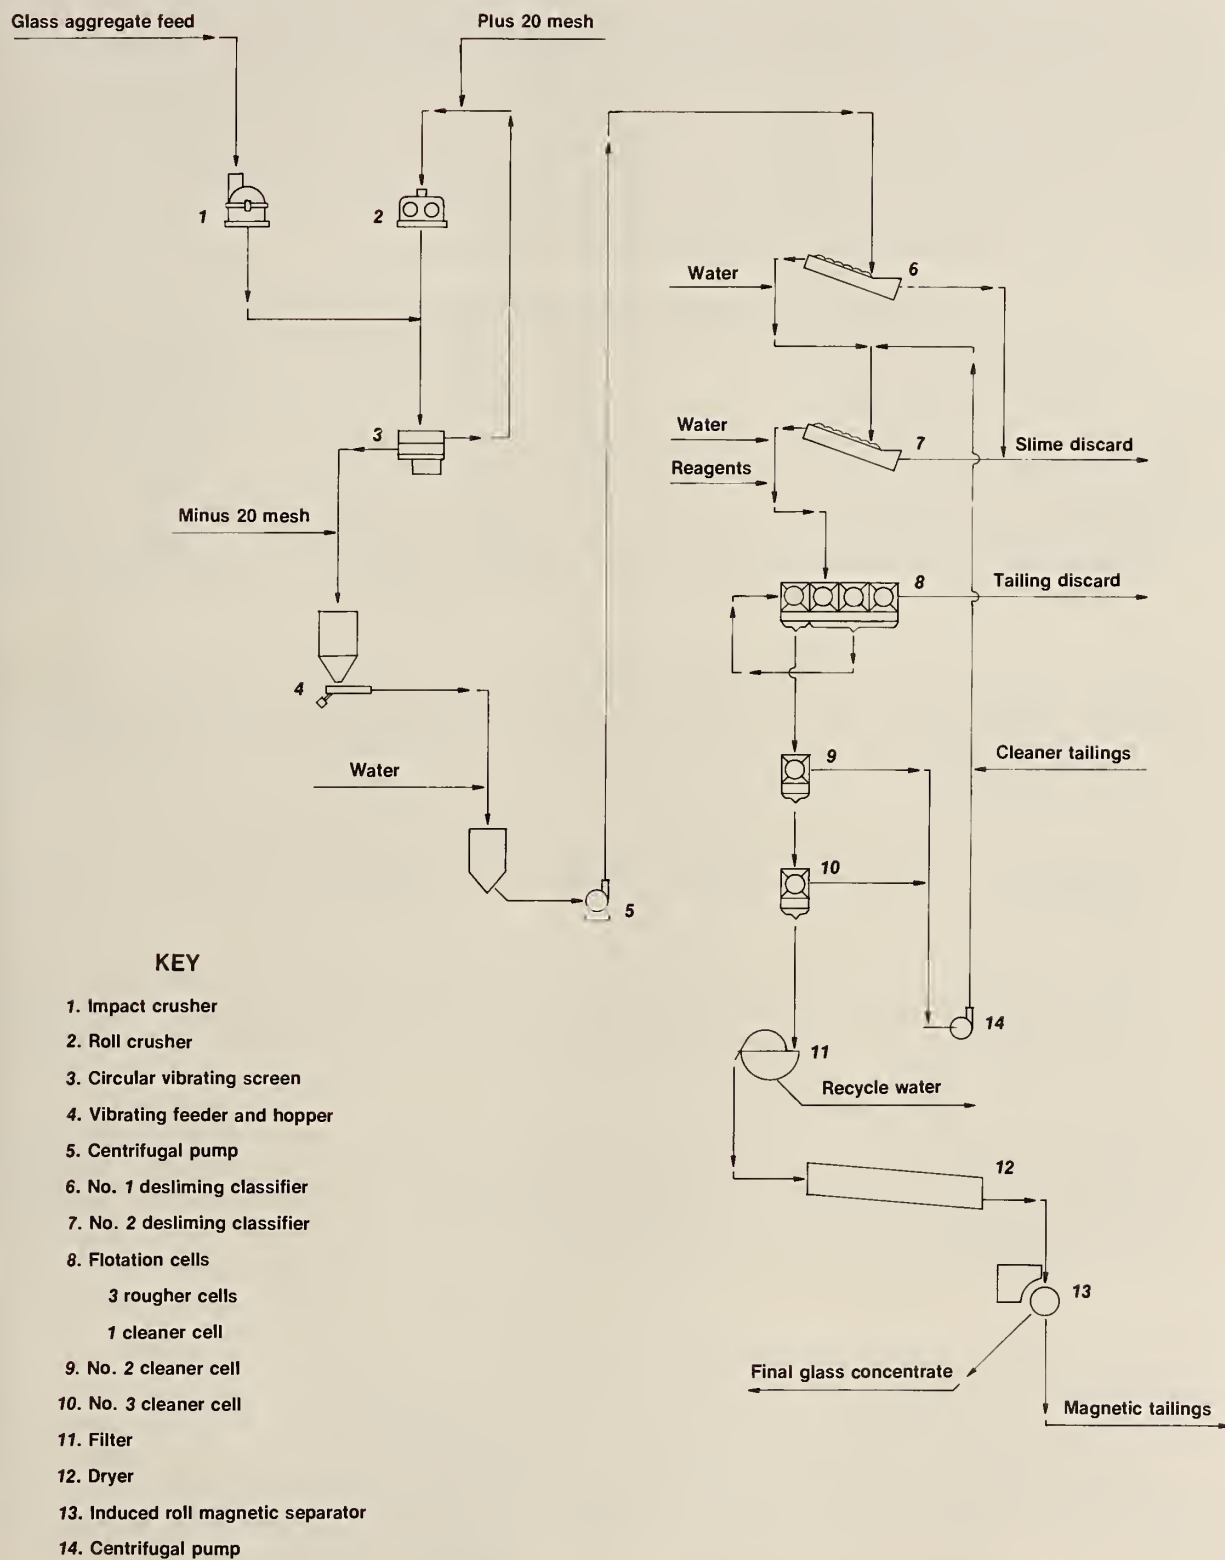 Glass aggregate feed
Plus 20 mesh
1
2
3
Minus 20 mesh
4
Water
5
Water
6
Water
7
Slime discard
Reagents
8
Tailing discard
9
Cleaner tailings
10
14
11
Recycle water
12
13
Final glass concentrate
Magnetic tailings
KEY
1. Impact crusher
2. Roll crusher
3. Circular vibrating screen
4. Vibrating feeder and hopper
5. Centrifugal pump
6. No. 1 desliming classifier
7. No. 2 desliming classifier
8. Flotation cells
3 rougher cells
1 cleaner cell
9. No. 2 cleaner cell
10. No. 3 cleaner cell
11. Filter
12. Dryer
13. Induced roll magnetic separator
14. Centrifugal pump